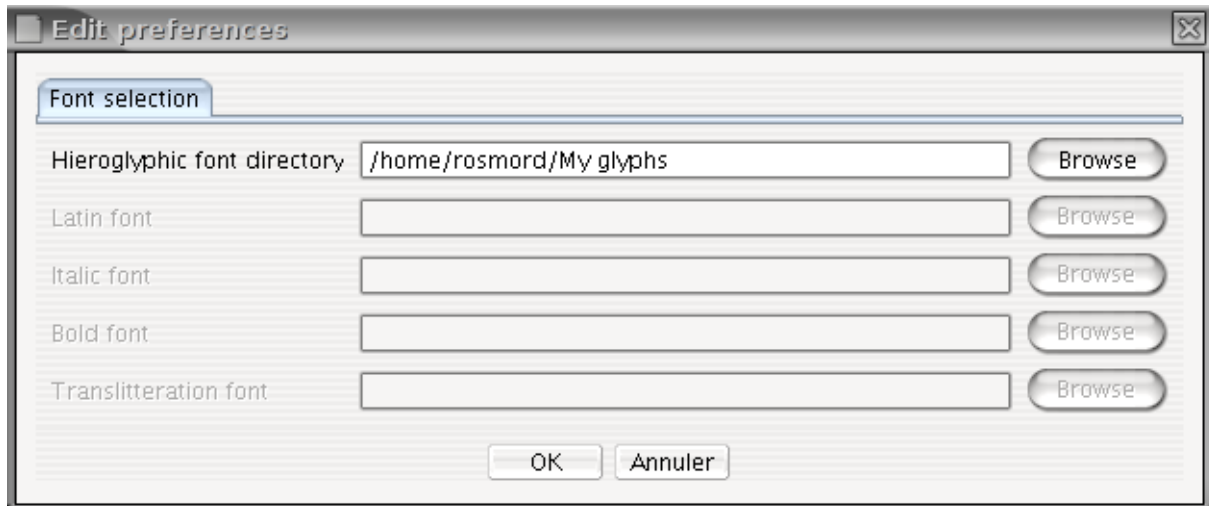 Edit preferences
Font selection
Hieroglyphic font directory /home/rosmord/My glyphs Browse
Latin font Browse
Italic font Browse
Bold font Browse
Translitteration font Browse
OK Annuler